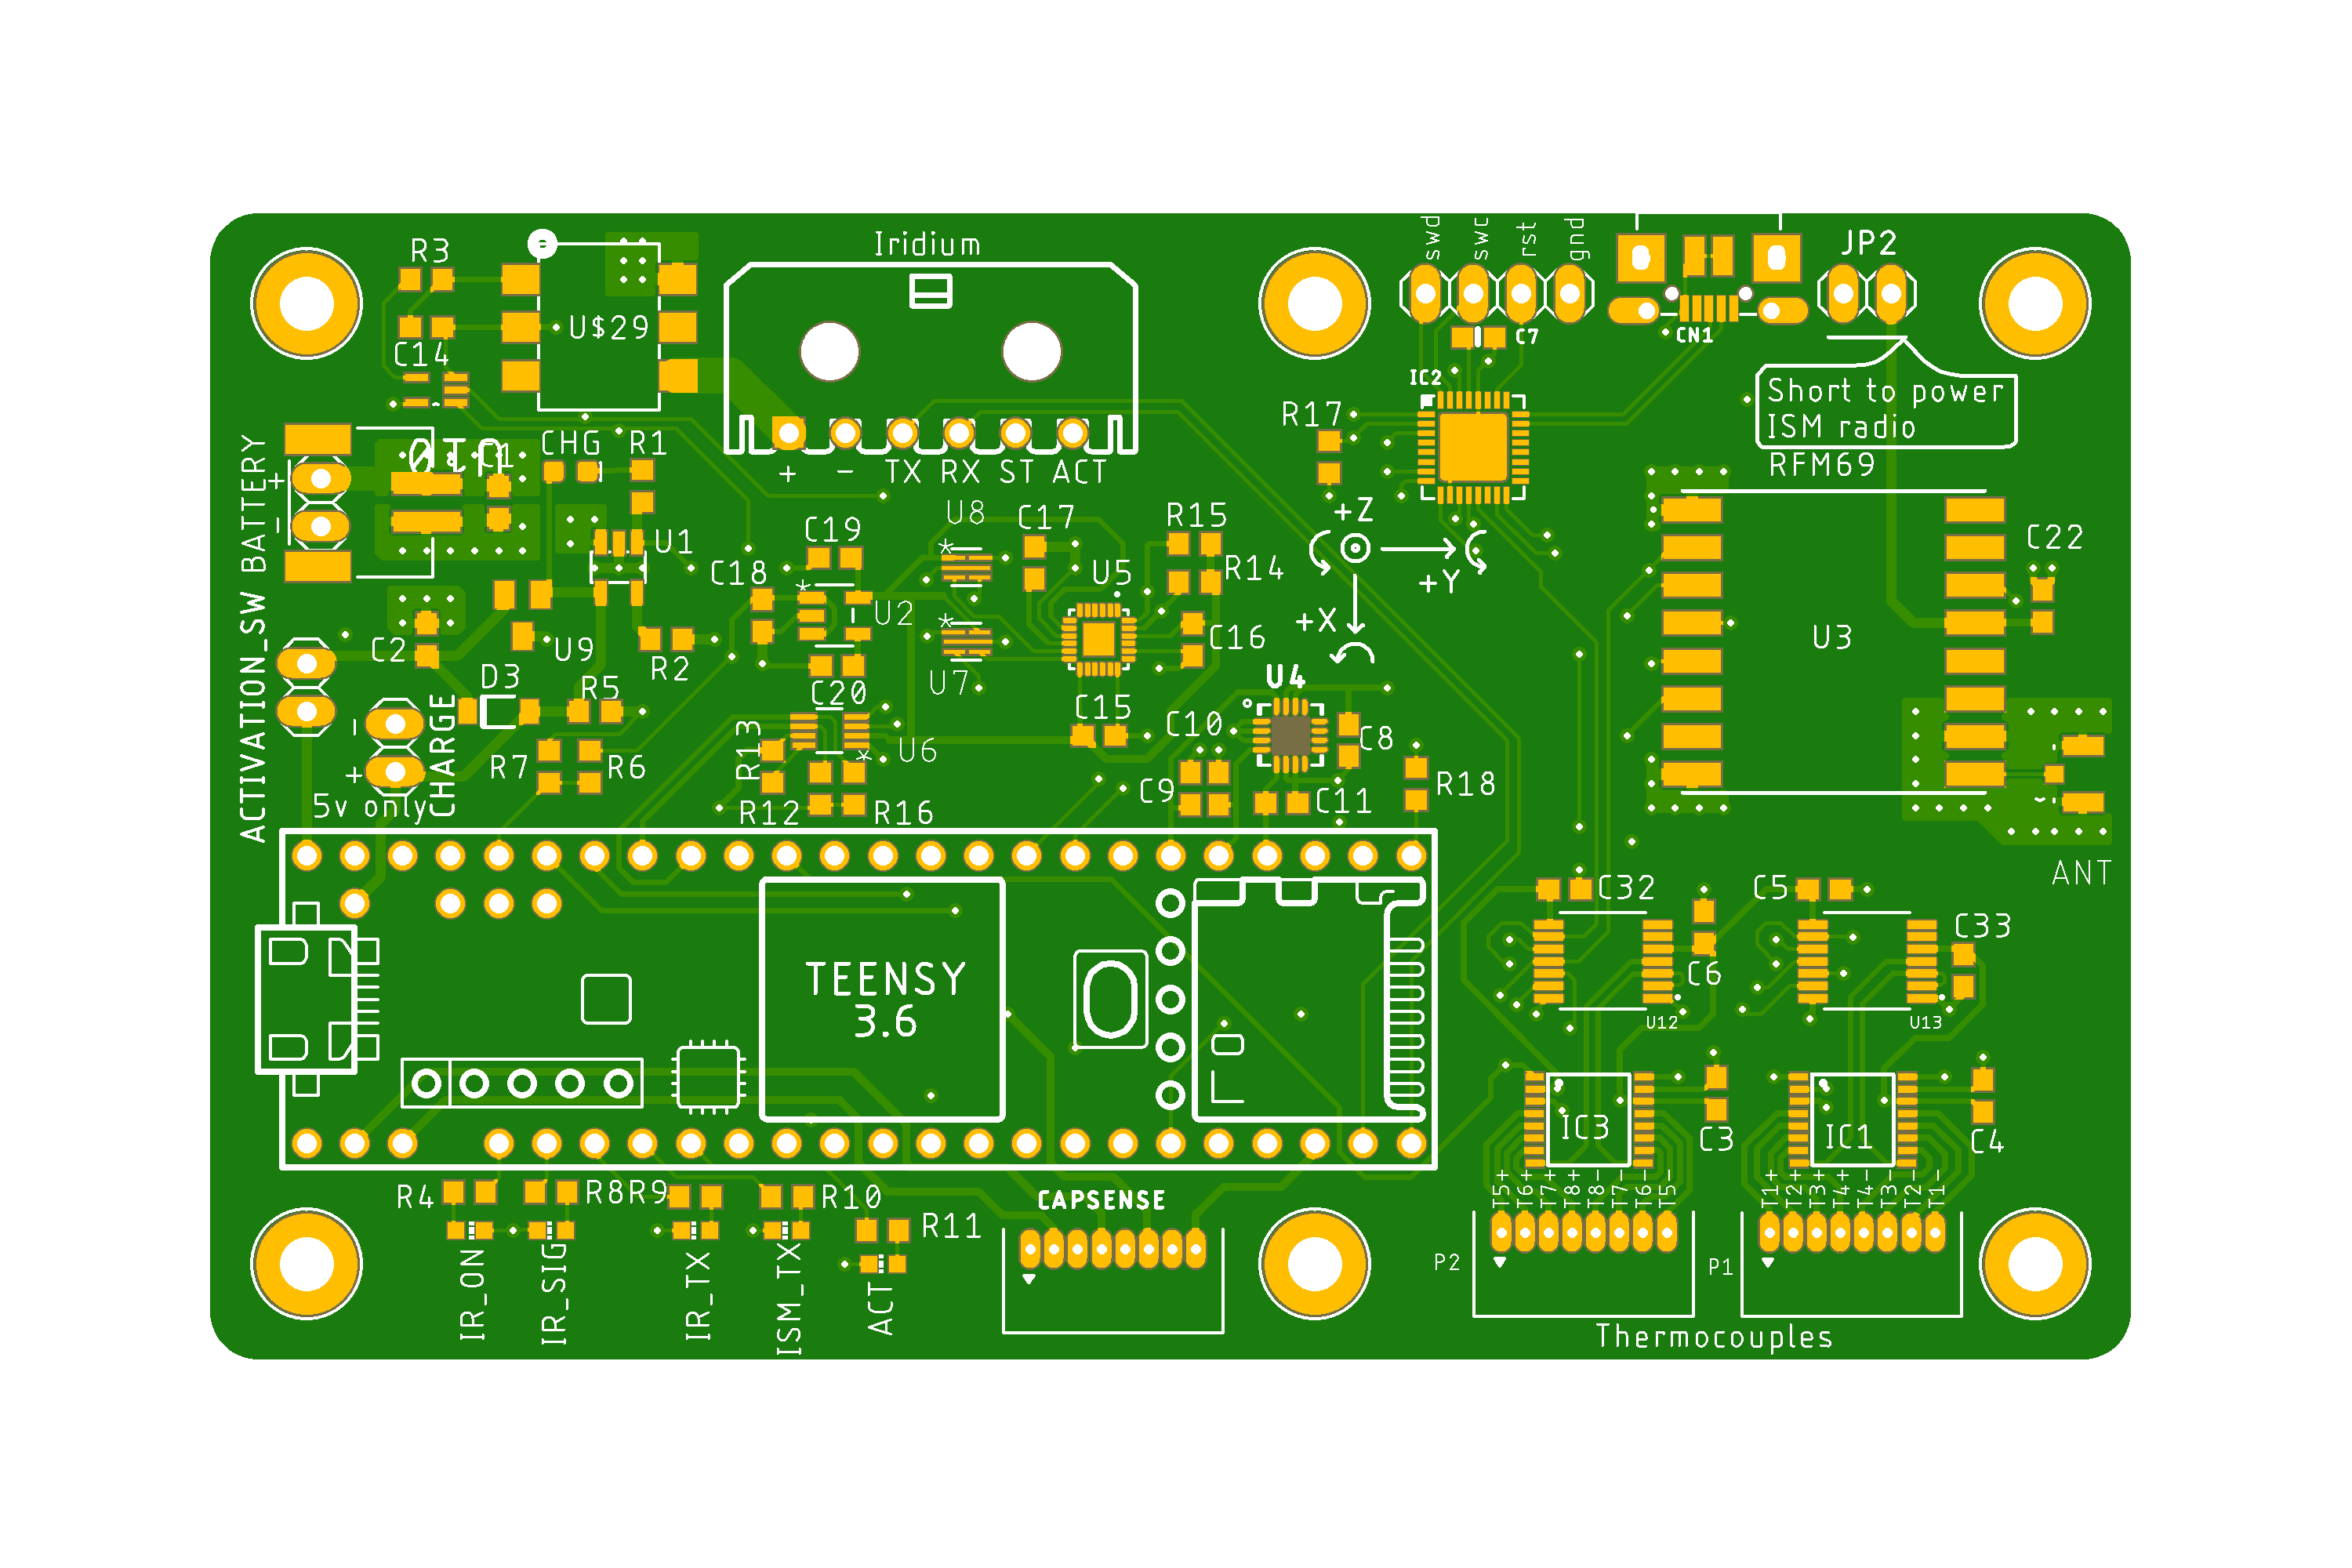 Iridium
swd
swc
rst
gnd
JP2
R3
U$29
C14
CN1
C7
IC2
Short to power
ISM radio
RFM69
R17
BATTERY
+
-
JP10
C1
CHG
R1
+ - TX RX ST ACT
U8
C17
R15
+Z
U1
C19
C18
U5
R14
+Y
C22
U2
+X
C16
U3
C2
U9
R2
ACTIVATION_SW
D3
R5
C20
U7
U4
C15
C10
C8
-
+
CHARGE
R7
R6
R13
U6
C9
C11
R18
5v only
R12
R16
ANT
C32
C5
C33
C6
TEENSY
3.6
U12
U13
IC3
C3
IC1
C4
T5+
T6+
T7+
T8+
T8-
T7-
T6-
T5-
T1+
T2+
T3+
T4+
T4-
T3-
T2-
T1-
R4
R8
R9
R10
CAPSENSE
R11
P2
P1
IR_ON
IR_SIG
IR_TX
ISM_TX
ACT
Thermocouples